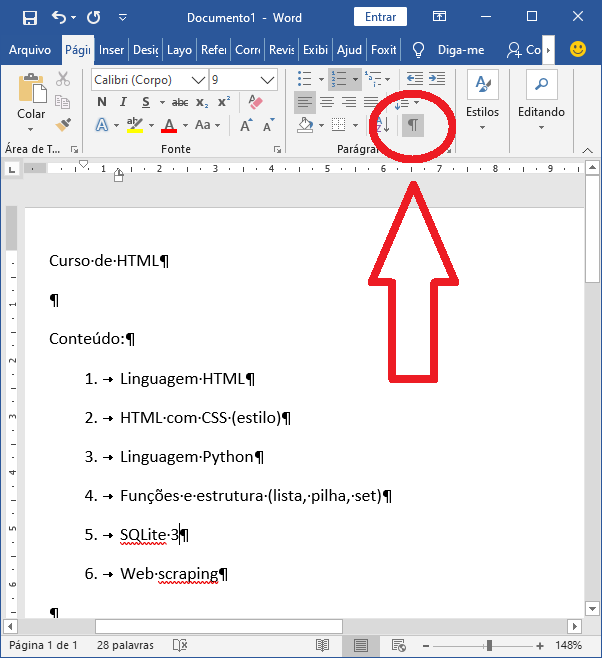 Documento1 - Word
Entrar
Arquivo Págin Inser Desig Layo Refer Corre Revis Exibi Ajud Foxit Diga-me Co
Calibri (Corpo) 9
N I S abc x₂ x²
A ab A Aa A A
Colar
Estilos
Editando
Área de T... Fonte Parágra
1 2 3 4 5 6 7 8 9
Curso de HTML¶
¶
Conteúdo:¶
1. → Linguagem HTML¶
2. → HTML com CSS (estilo)¶
3. → Linguagem Python¶
4. → Funções e estrutura (lista, pilha, set)¶
5. → SQLite 3¶
6. → Web scraping¶
¶
Página 1 de 1 28 palavras 148%